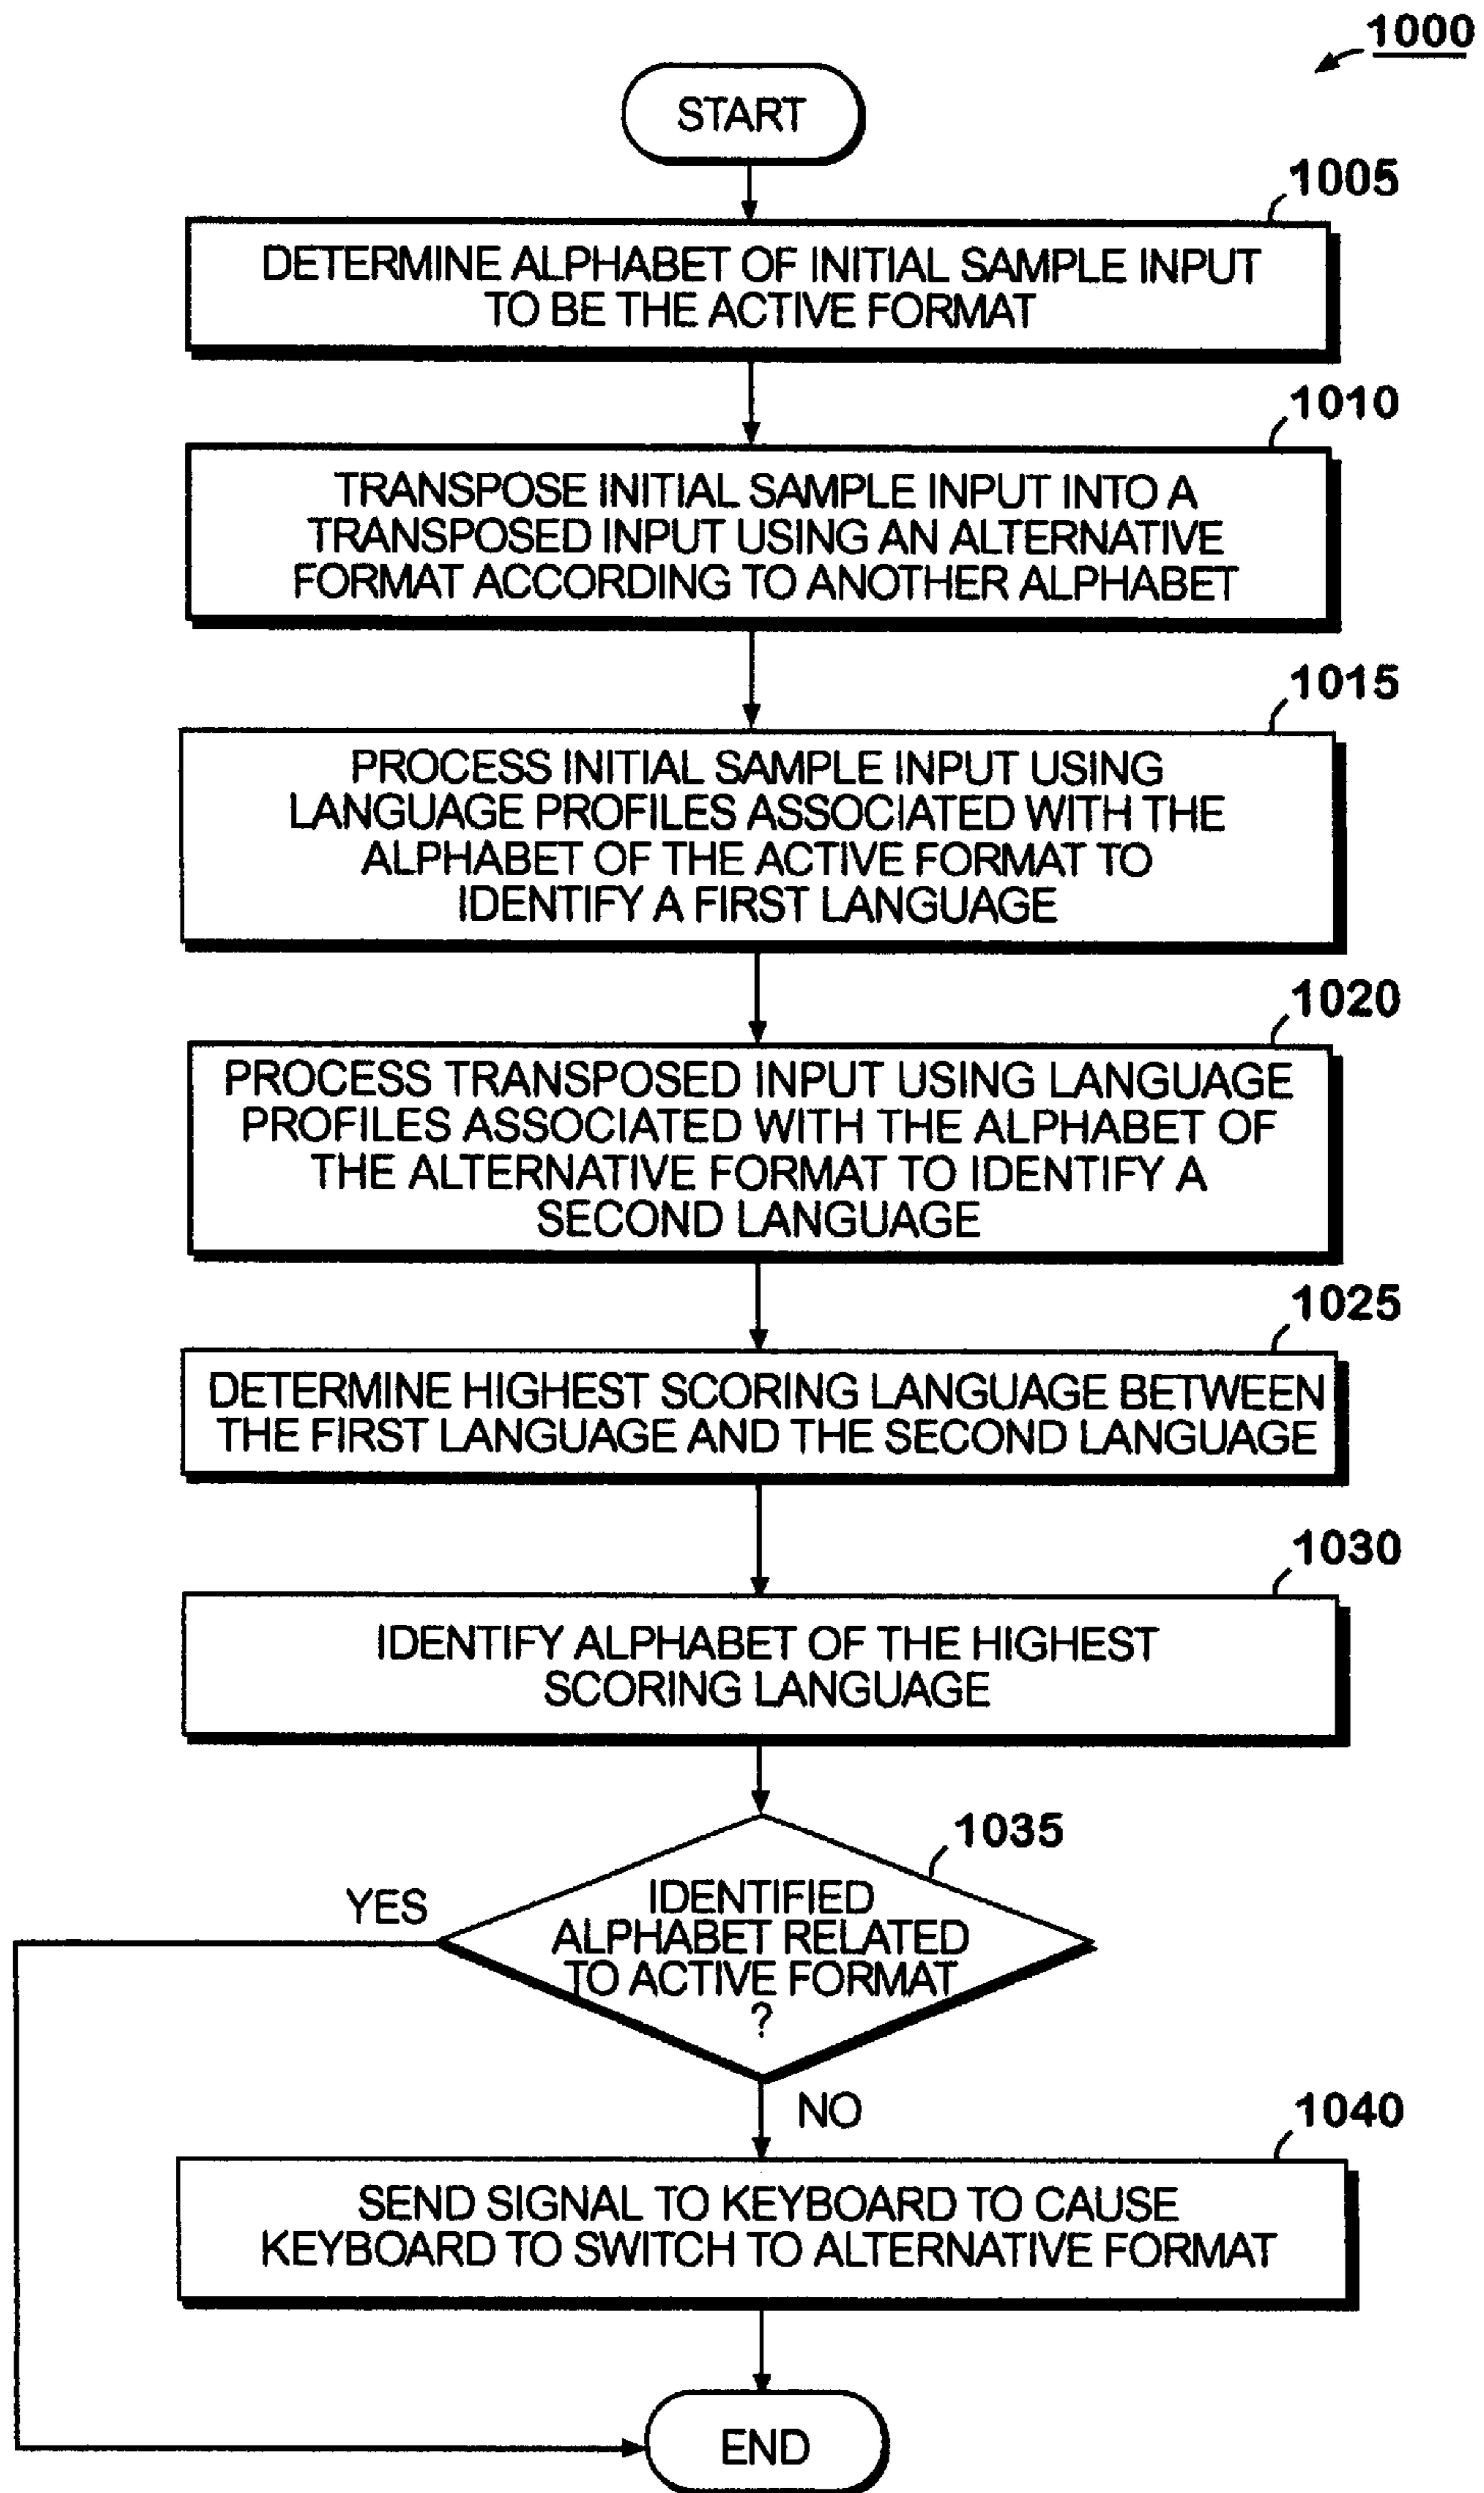 1000
START
1005
DETERMINE ALPHABET OF INITIAL SAMPLE INPUT
TO BE THE ACTIVE FORMAT
1010
TRANSPOSE INITIAL SAMPLE INPUT INTO A
TRANSPOSED INPUT USING AN ALTERNATIVE
FORMAT ACCORDING TO ANOTHER ALPHABET
1015
PROCESS INITIAL SAMPLE INPUT USING
LANGUAGE PROFILES ASSOCIATED WITH THE
ALPHABET OF THE ACTIVE FORMAT TO
IDENTIFY A FIRST LANGUAGE
1020
PROCESS TRANSPOSED INPUT USING LANGUAGE
PROFILES ASSOCIATED WITH THE ALPHABET OF
THE ALTERNATIVE FORMAT TO IDENTIFY A
SECOND LANGUAGE
1025
DETERMINE HIGHEST SCORING LANGUAGE BETWEEN
THE FIRST LANGUAGE AND THE SECOND LANGUAGE
1030
IDENTIFY ALPHABET OF THE HIGHEST
SCORING LANGUAGE
1035
YES
IDENTIFIED
ALPHABET RELATED
TO ACTIVE FORMAT
?
NO
1040
SEND SIGNAL TO KEYBOARD TO CAUSE
KEYBOARD TO SWITCH TO ALTERNATIVE FORMAT
END